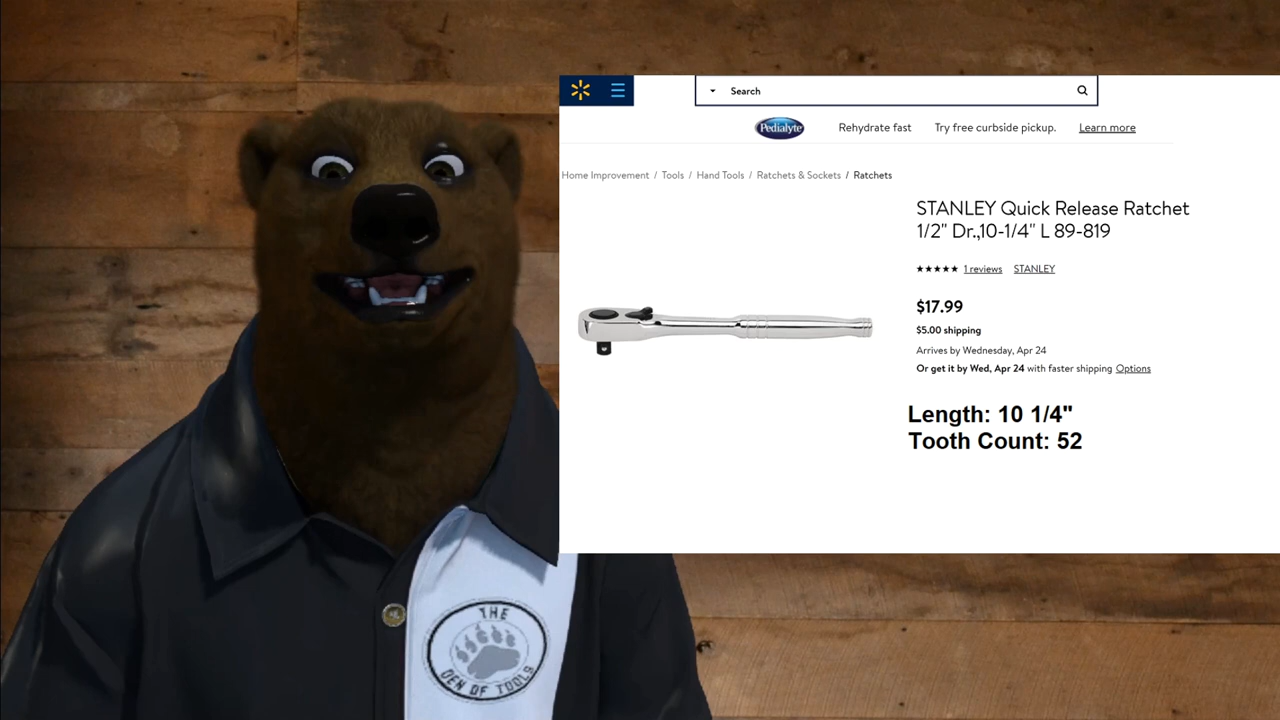 Search
Pedialyte
Rehydrate fast
Try free curbside pickup.
Learn more
Home Improvement / Tools / Hand Tools / Ratchets & Sockets / Ratchets
STANLEY Quick Release Ratchet
1/2" Dr.,10-1/4" L 89-819
1 reviews
STANLEY
$17.99
$5.00 shipping
Arrives by Wednesday, Apr 24
Or get it by Wed, Apr 24 with faster shipping Options
Length: 10 1/4"
Tooth Count: 52
THE
DEN OF TOOLS